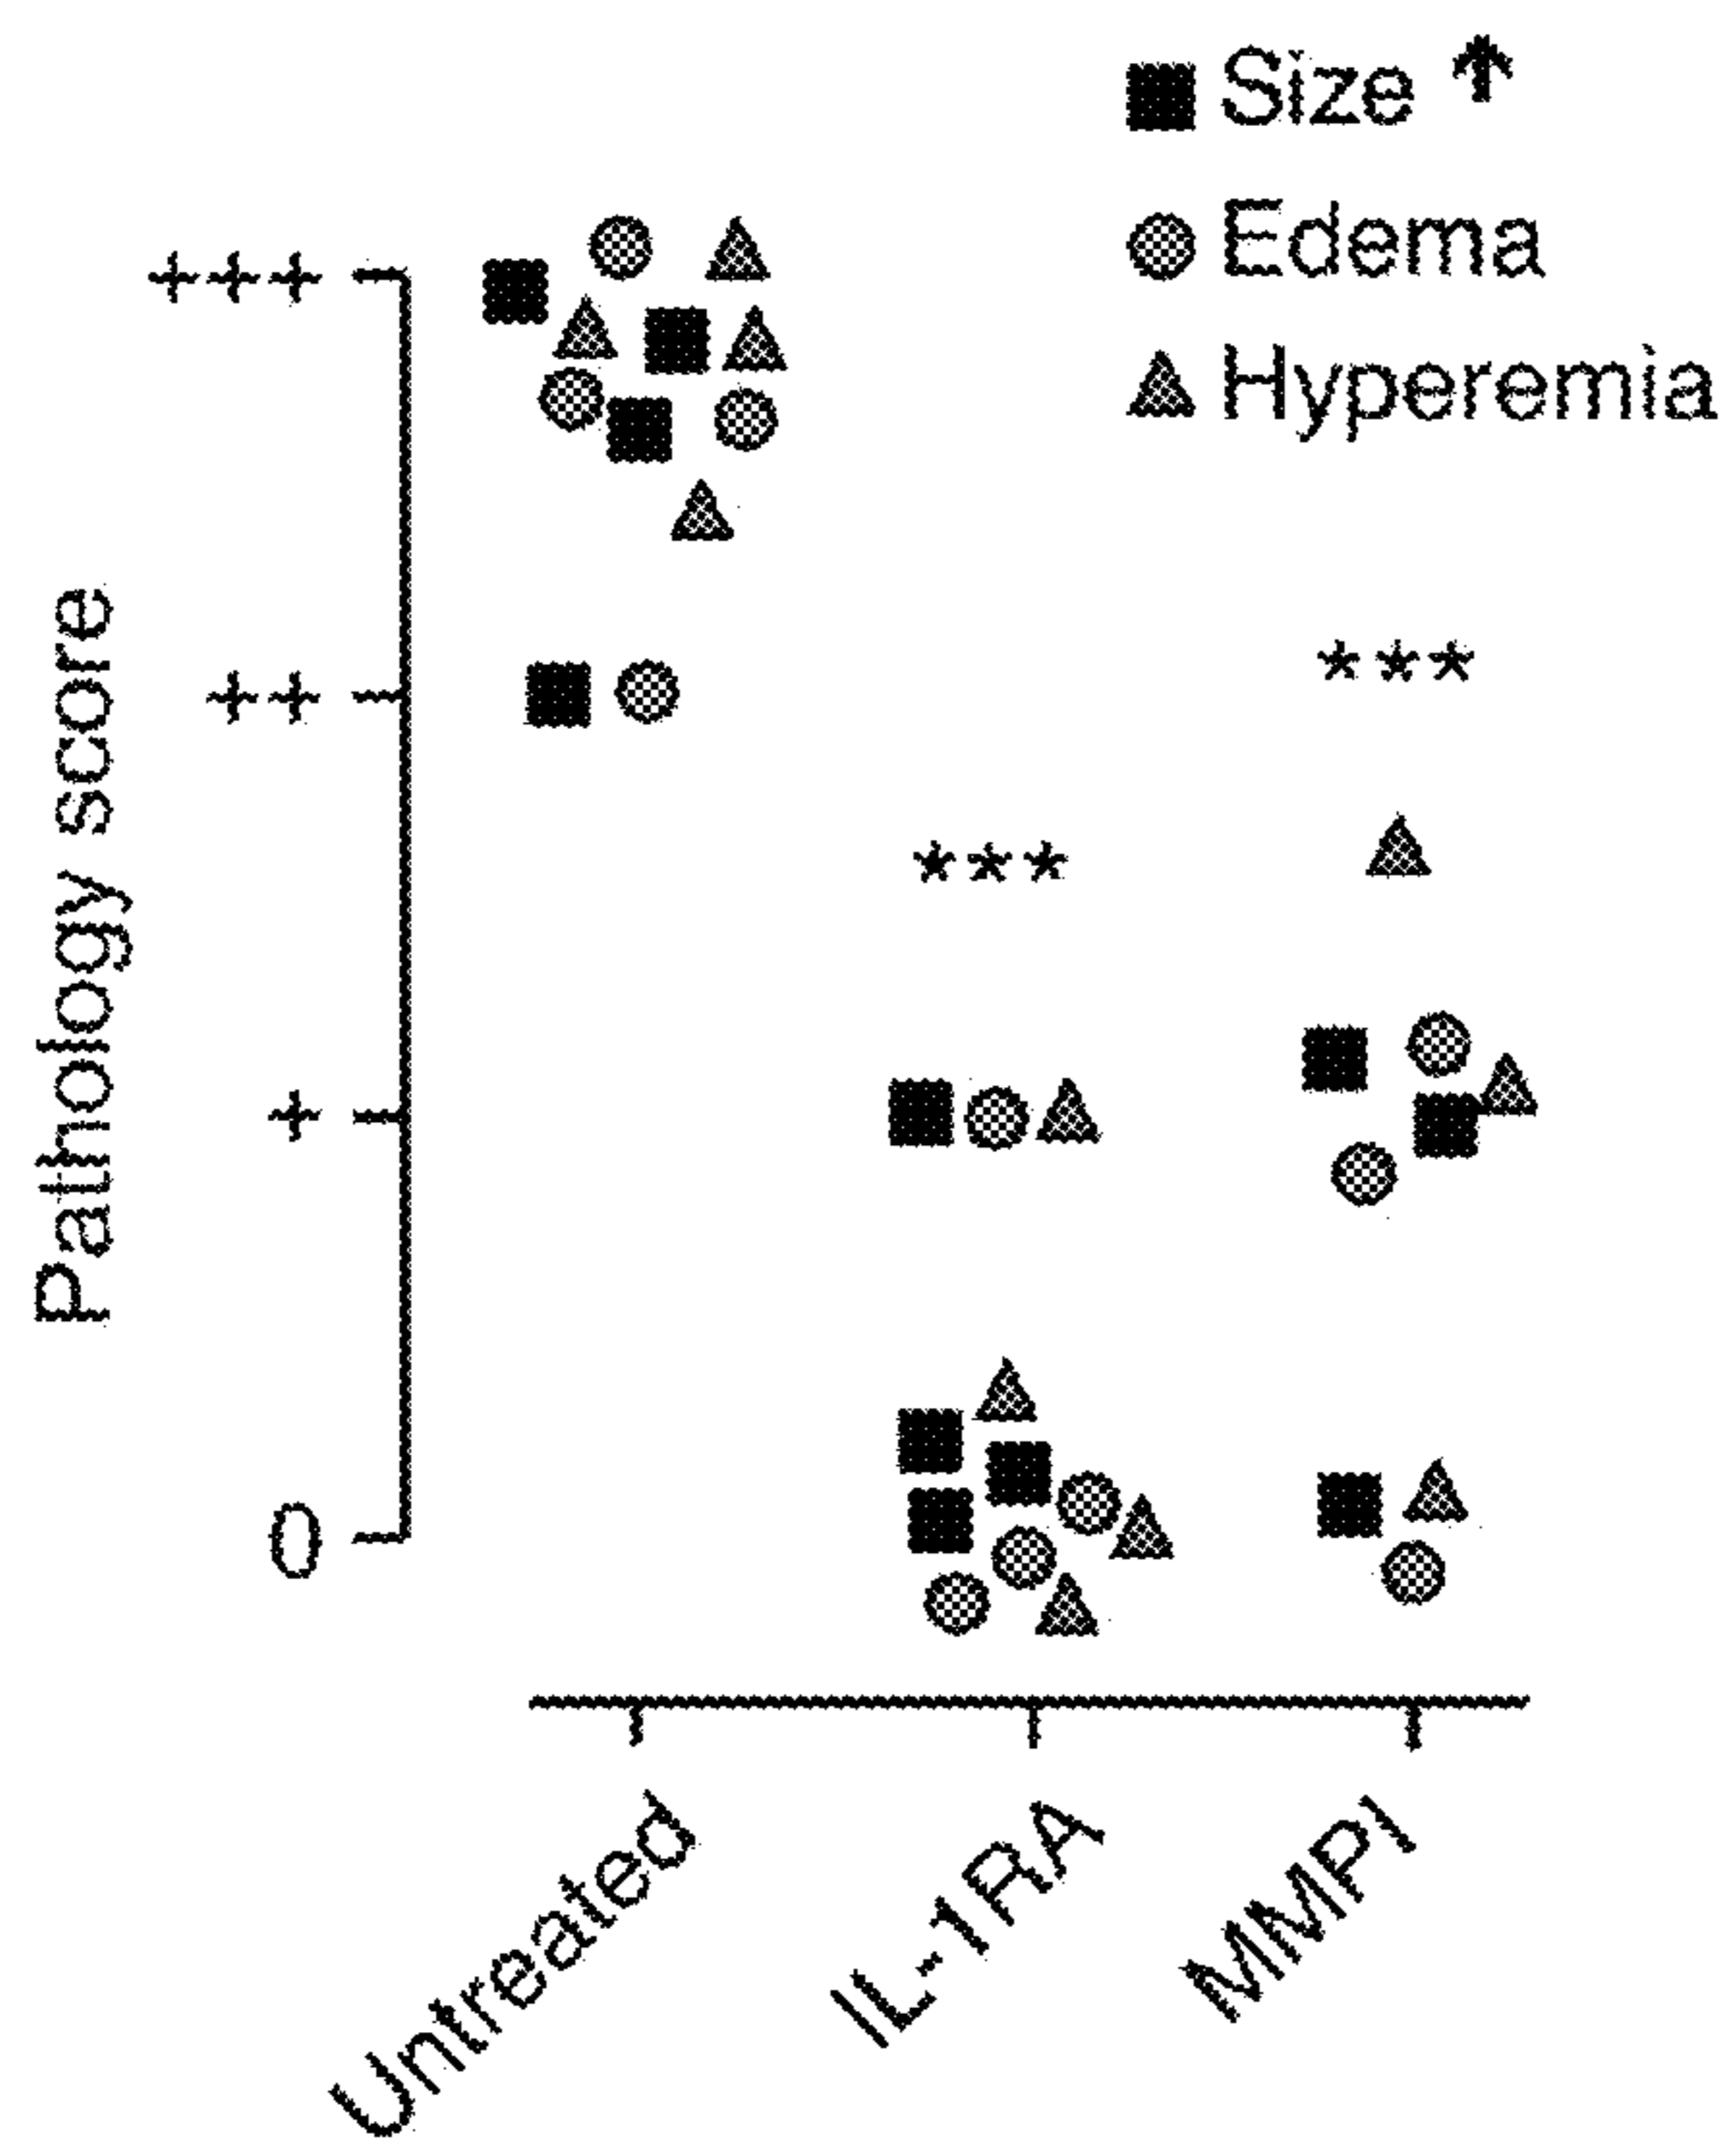 Size ↑
Edema
Hyperemia
Pathology score
+++
++
+
0
***
***
Untreated
IL-1RA
MMPI